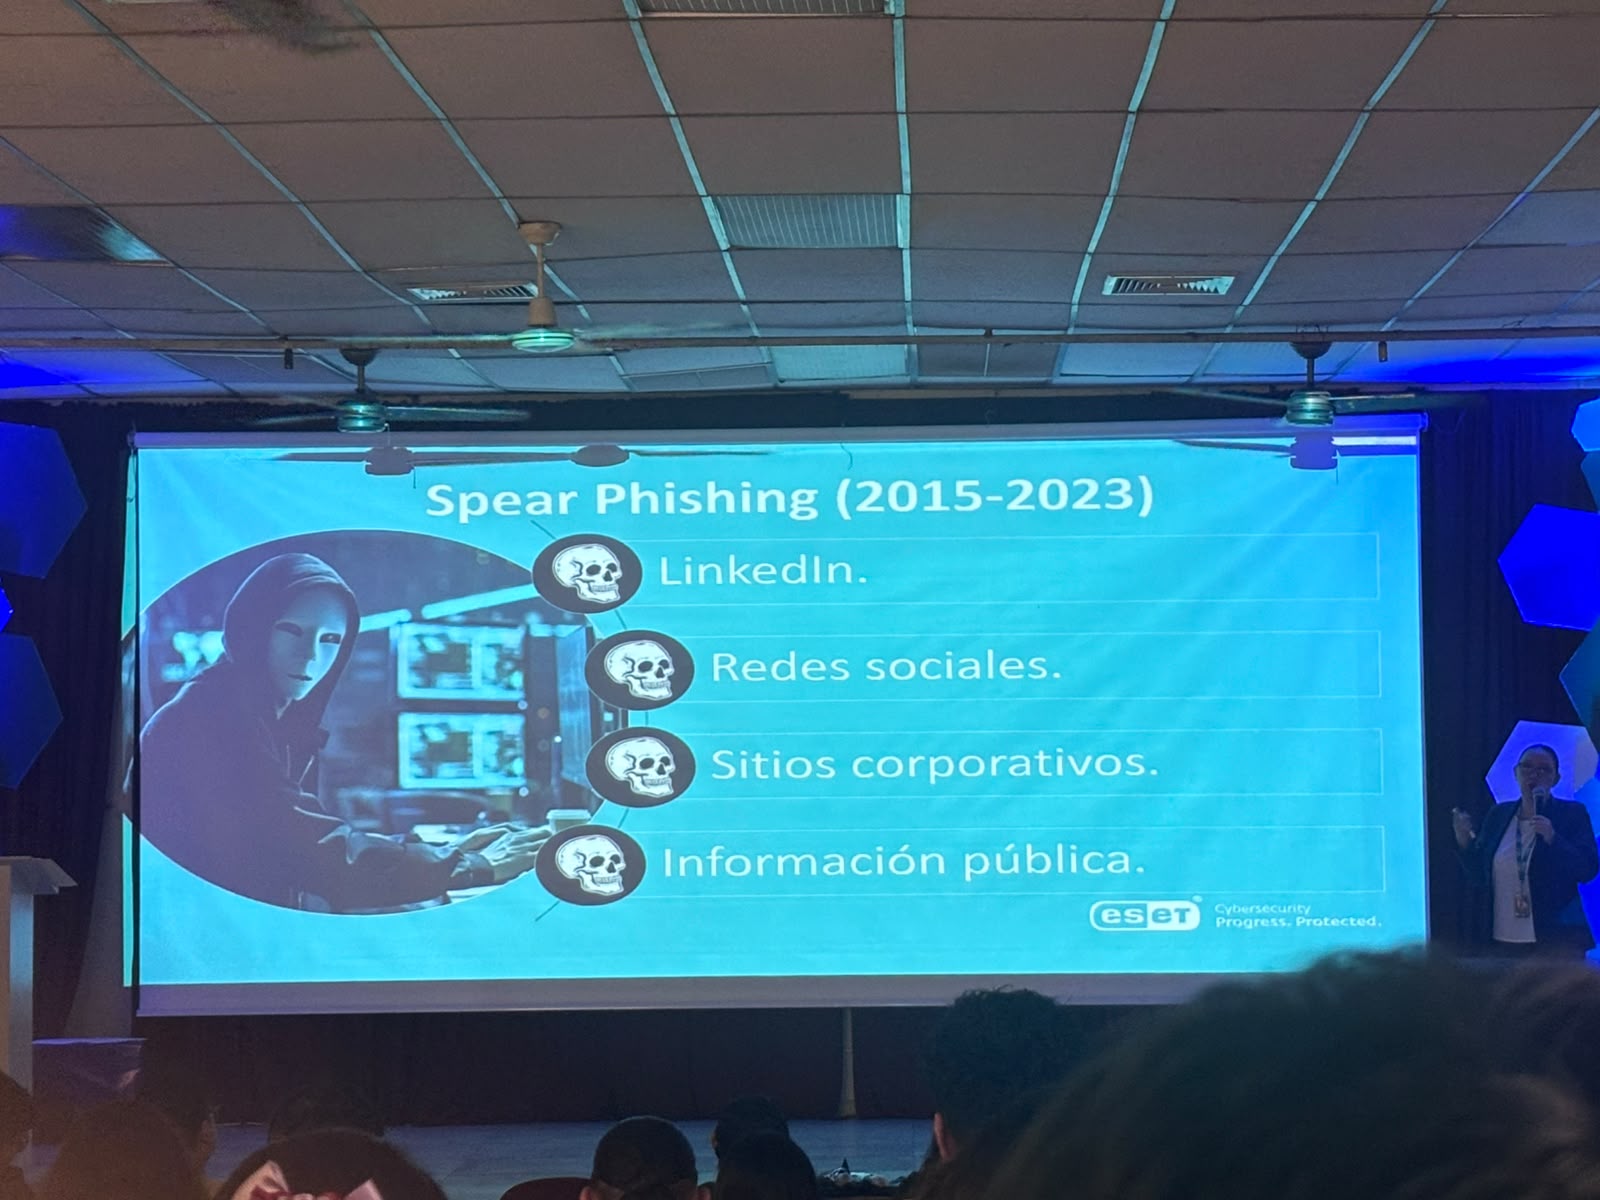 Spear Phishing (2015-2023)
LinkedIn.
Redes sociales.
Sitios corporativos.
Información pública.
eseT® Cybersecurity
Progress. Protected.